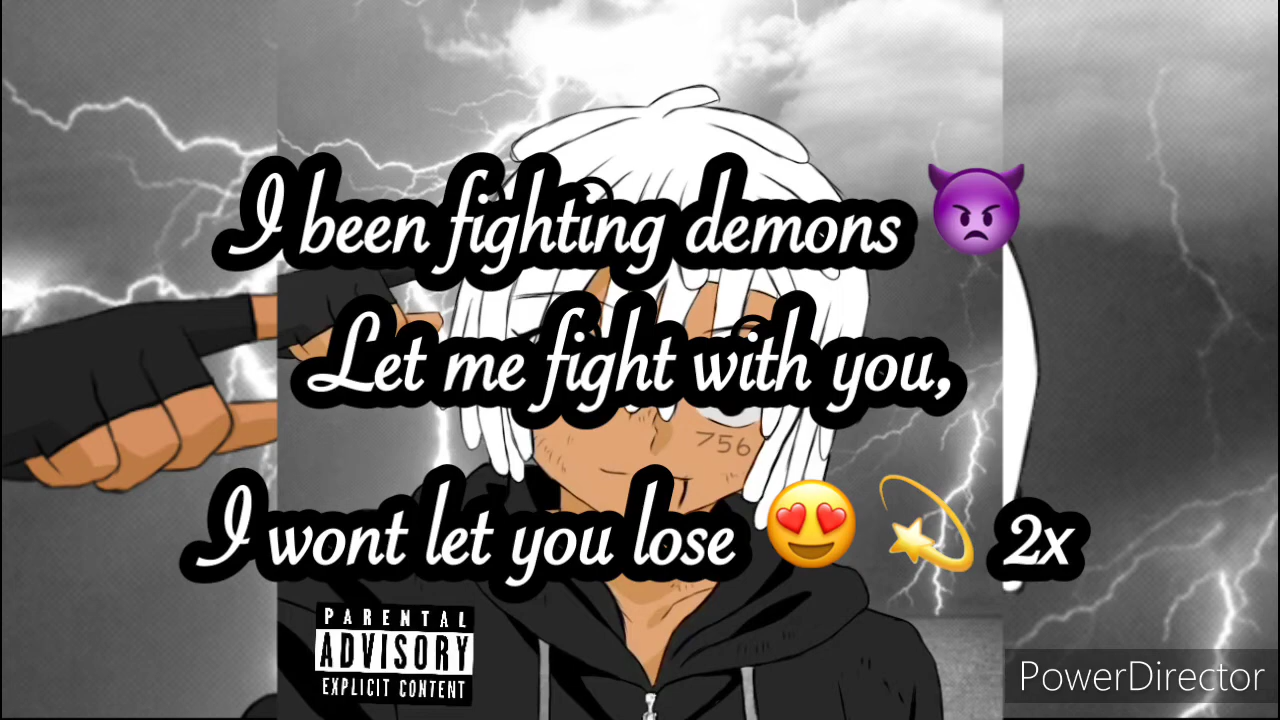 I been fighting demons 👿
Let me fight with you,
756
I wont let you lose 😍 💫 2x
PARENTAL
ADVISORY
EXPLICIT CONTENT
PowerDirector